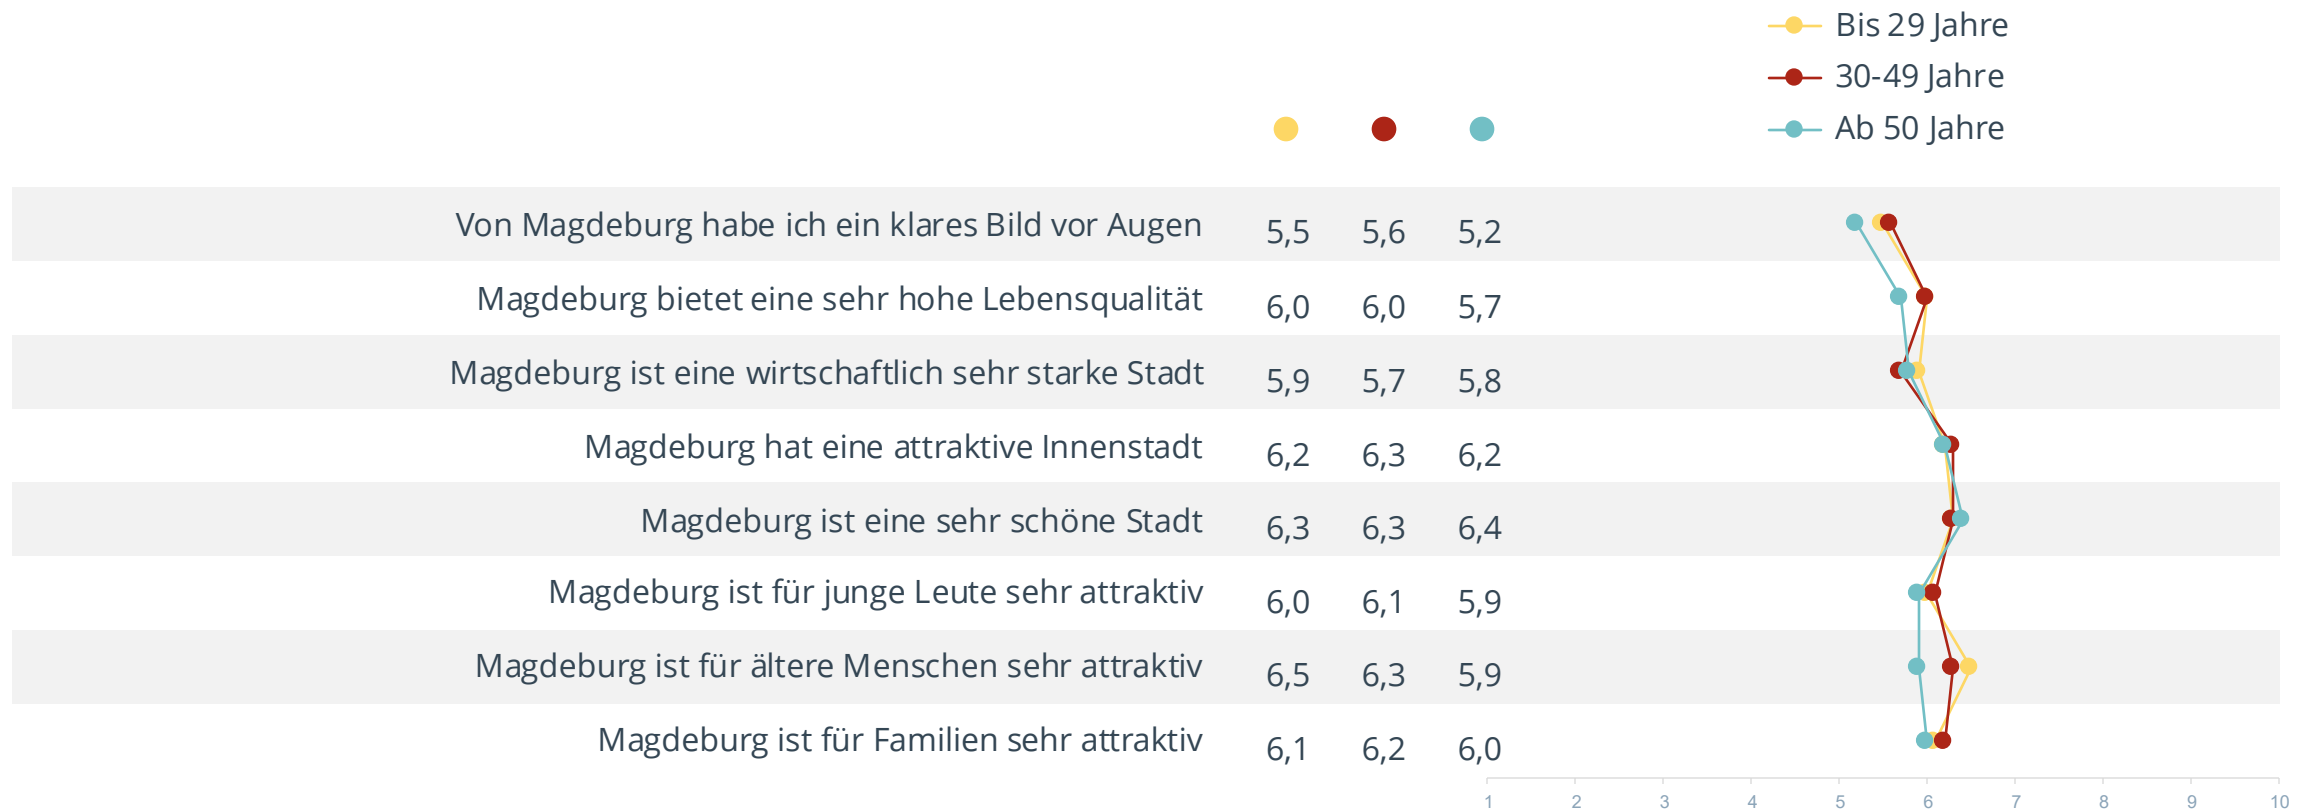 Bis 29 Jahre
30-49 Jahre
Ab 50 Jahre
Von Magdeburg habe ich ein klares Bild vor Augen 5,5 5,6 5,2
Magdeburg bietet eine sehr hohe Lebensqualität 6,0 6,0 5,7
Magdeburg ist eine wirtschaftlich sehr starke Stadt 5,9 5,7 5,8
Magdeburg hat eine attraktive Innenstadt 6,2 6,3 6,2
Magdeburg ist eine sehr schöne Stadt 6,3 6,3 6,4
Magdeburg ist für junge Leute sehr attraktiv 6,0 6,1 5,9
Magdeburg ist für ältere Menschen sehr attraktiv 6,5 6,3 5,9
Magdeburg ist für Familien sehr attraktiv 6,1 6,2 6,0
1 2 3 4 5 6 7 8 9 10